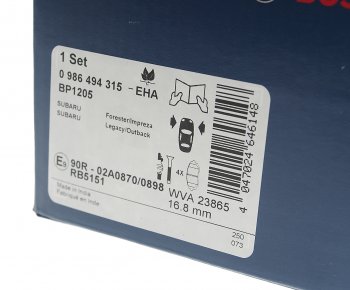 1 Set
0 986 494 315 - EHA
BP1205
SUBARU Forester/Impreza
SUBARU Legacy/Outback
E9 90R - 02A0870/0898
RB5151
4X
WVA 23865
16.8 mm
Made in India
Fabriqué en Inde
250
073
4 047024 646148